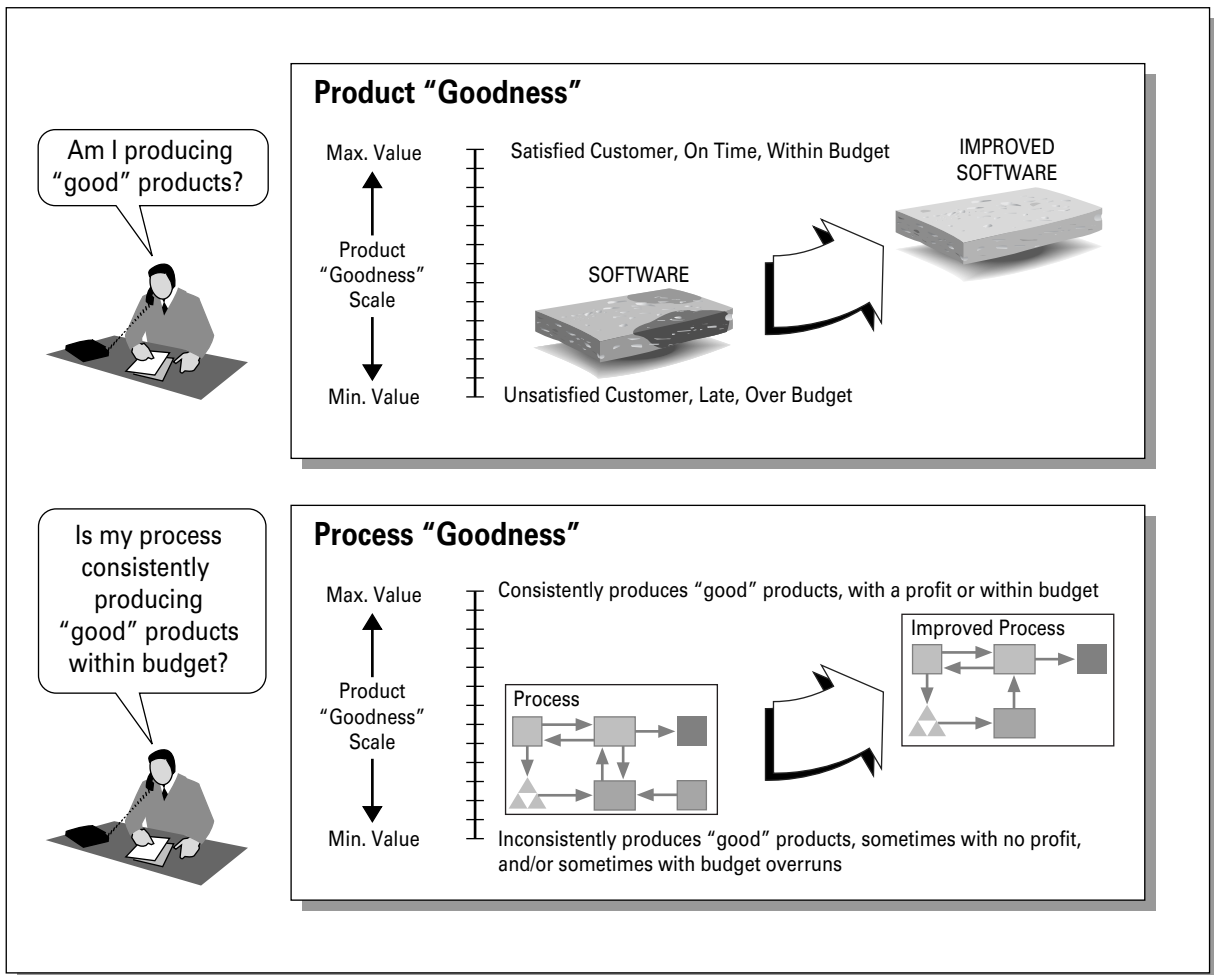 Product “Goodness”
Am I producing
“good” products?
Max. Value
Satisfied Customer, On Time, Within Budget
IMPROVED
SOFTWARE
Product
“Goodness”
Scale
SOFTWARE
Min. Value
Unsatisfied Customer, Late, Over Budget
Process “Goodness”
Is my process
consistently
producing
“good” products
within budget?
Max. Value
Consistently produces “good” products, with a profit or within budget
Improved Process
Product
“Goodness”
Scale
Process
Min. Value
Inconsistently produces “good” products, sometimes with no profit,
and/or sometimes with budget overruns